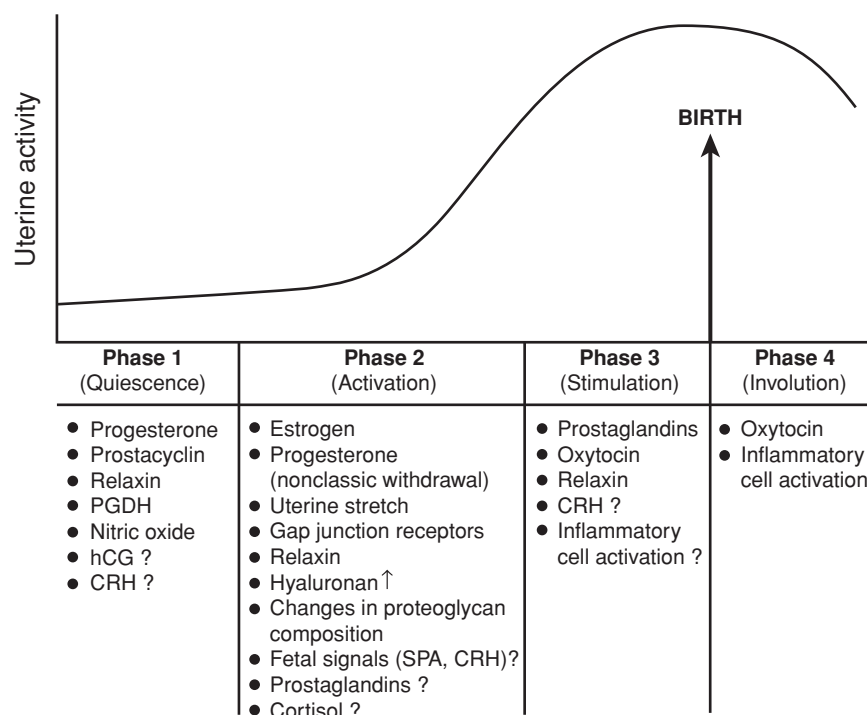 Uterine activity
BIRTH
Phase 1
(Quiescence)
Phase 2
(Activation)
Phase 3
(Stimulation)
Phase 4
(Involution)
● Progesterone
● Prostacyclin
● Relaxin
● PGDH
● Nitric oxide
● hCG ?
● CRH ?
● Estrogen
● Progesterone
(nonclassic withdrawal)
● Uterine stretch
● Gap junction receptors
● Relaxin
● Hyaluronan ↑
● Changes in proteoglycan
composition
● Fetal signals (SPA, CRH)?
● Prostaglandins ?
● Cortisol ?
● Prostaglandins
● Oxytocin
● Relaxin
● CRH ?
● Inflammatory
cell activation ?
● Oxytocin
● Inflammatory
cell activation